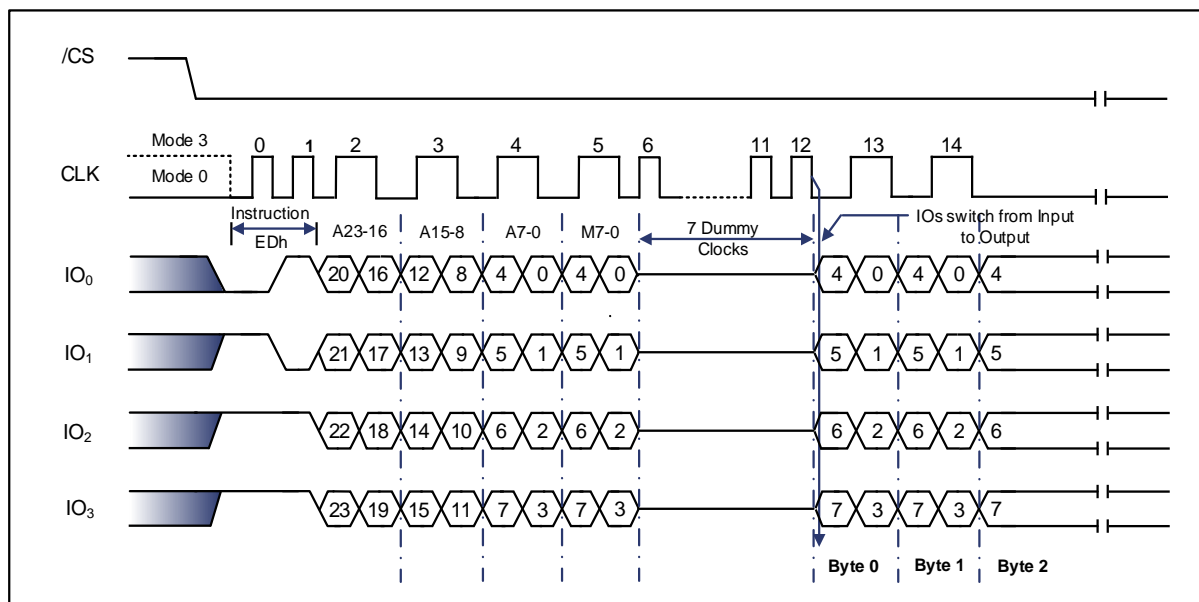 /CS
Mode 3
0 1 2 3 4 5 6 11 12 13 14
CLK
Mode 0
Instruction
EDh
A23-16 A15-8 A7-0 M7-0
7 Dummy
Clocks
IOs switch from Input
to Output
IO0 20 16 12 8 4 0 4 0 4 0 4 0 4
IO1 21 17 13 9 5 1 5 1 5 1 5 1 5
IO2 22 18 14 10 6 2 6 2 6 2 6 2 6
IO3 23 19 15 11 7 3 7 3 7 3 7 3 7
Byte 0 Byte 1 Byte 2